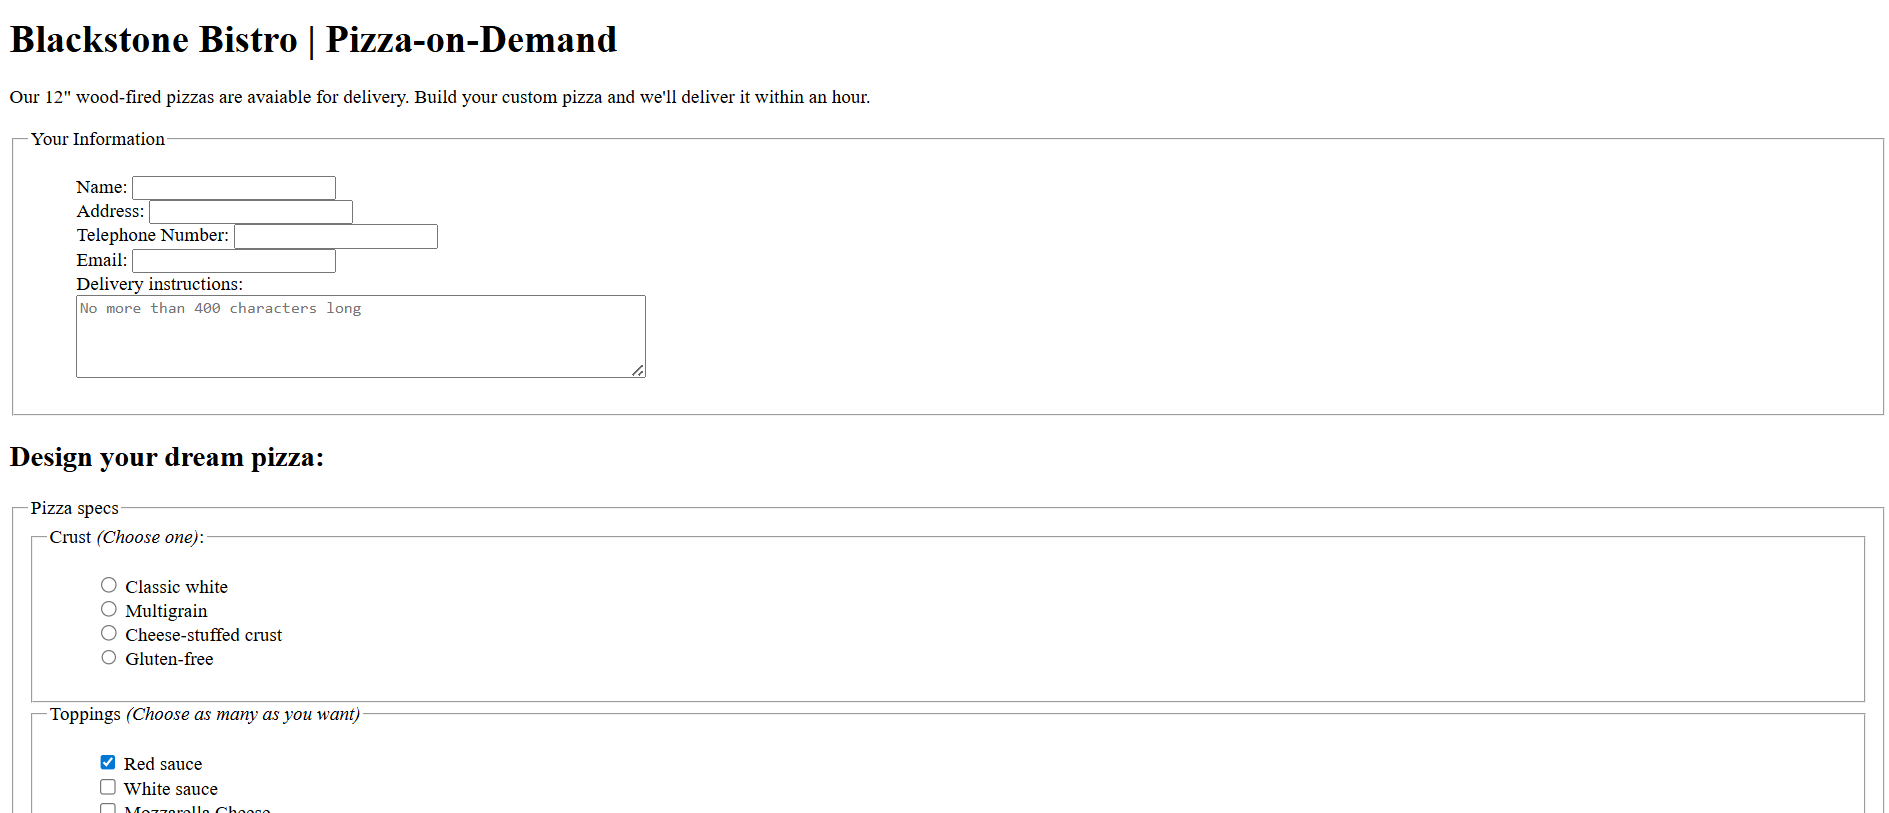 Blackstone Bistro | Pizza-on-Demand
Our 12" wood-fired pizzas are avaiable for delivery. Build your custom pizza and we'll deliver it within an hour.
Your Information
Name:
Address:
Telephone Number:
Email:
Delivery instructions:
No more than 400 characters long
Design your dream pizza:
Pizza specs
Crust (Choose one):
Classic white
Multigrain
Cheese-stuffed crust
Gluten-free
Toppings (Choose as many as you want)
Red sauce
White sauce
Mozzarella Cheese